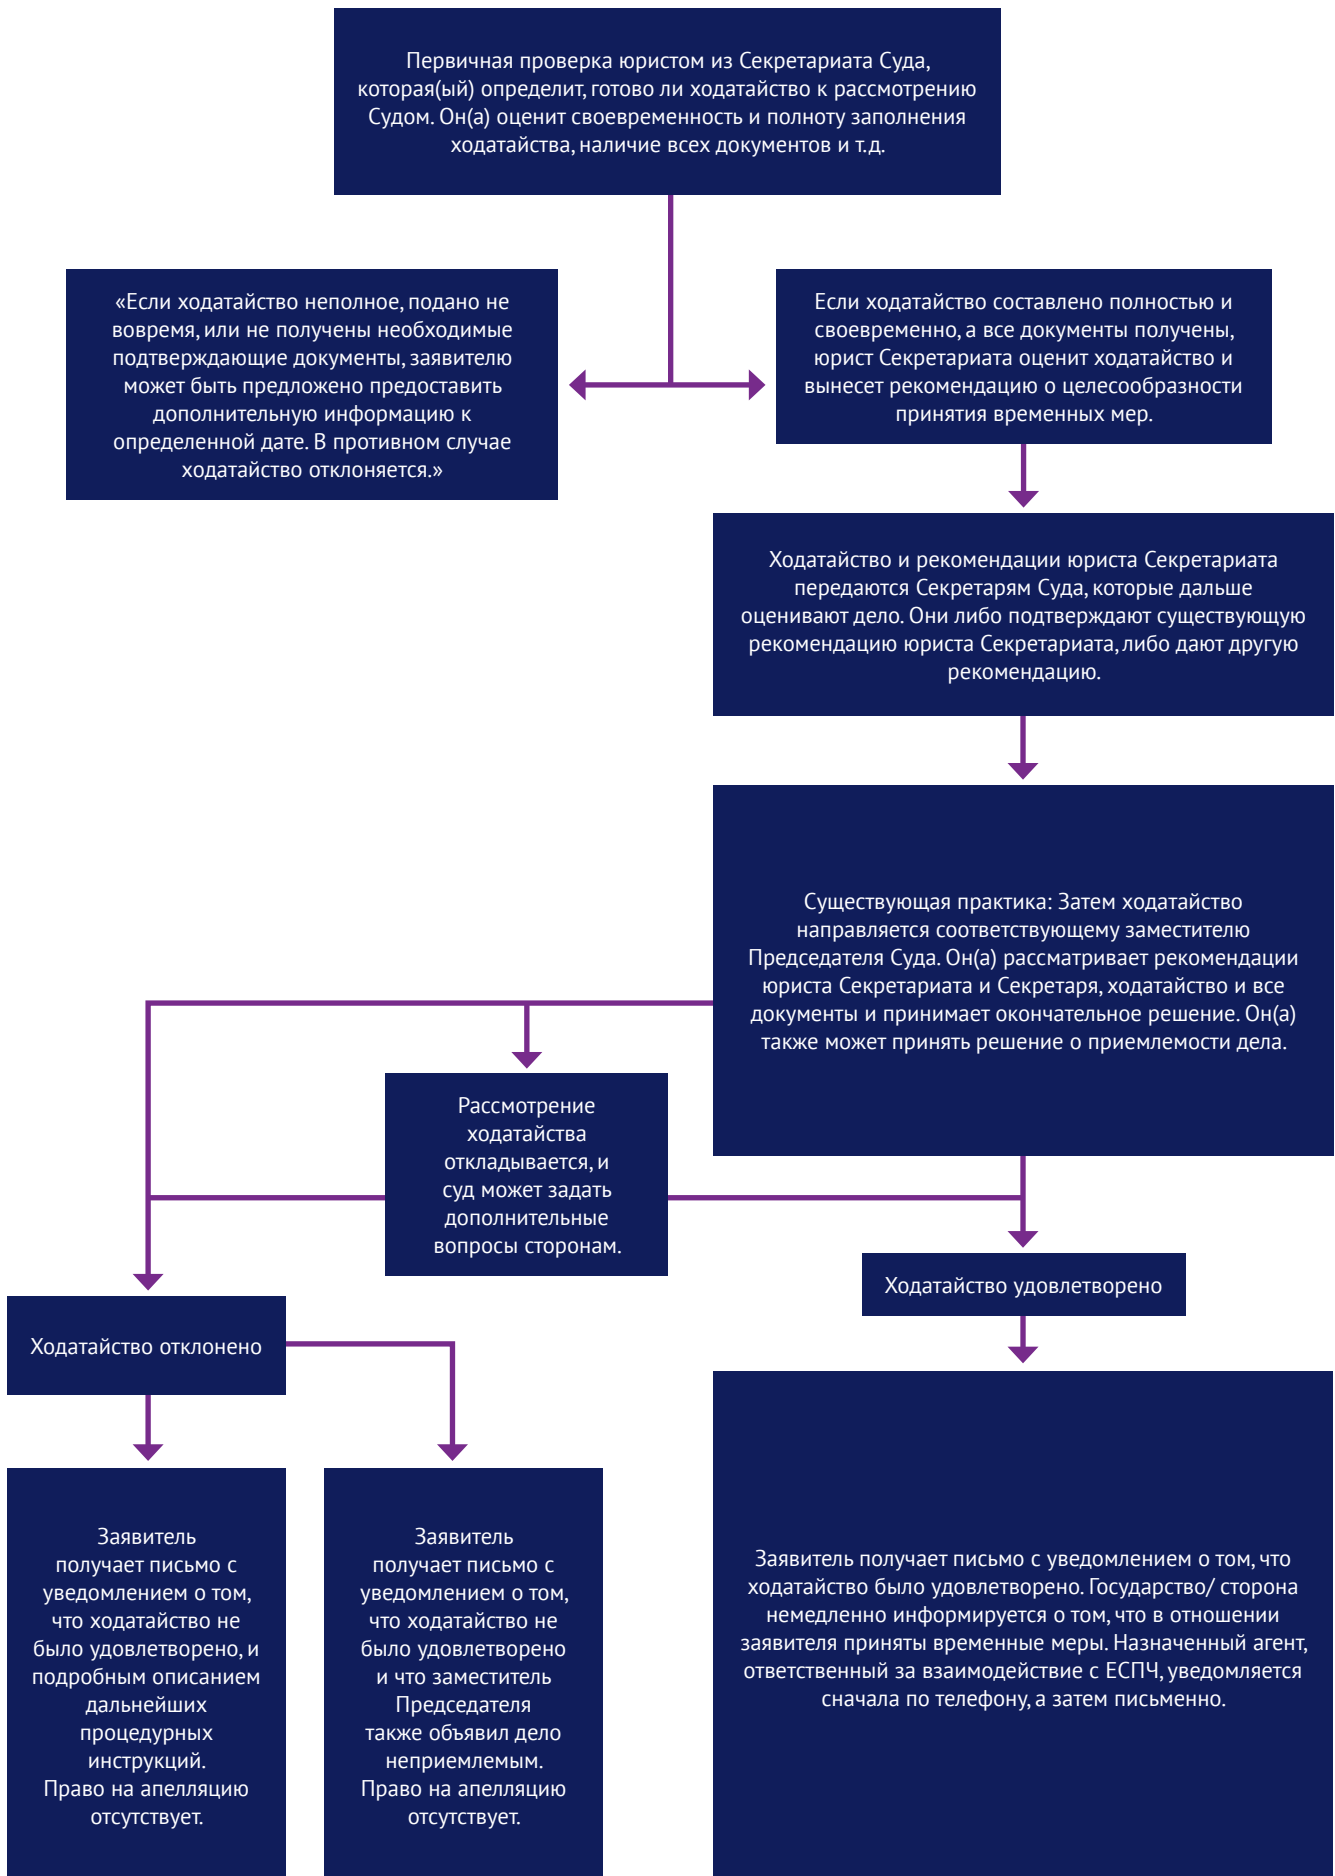 Первичная проверка юристом из Секретариата Суда,
которая(ый) определит, готово ли ходатайство к рассмотрению
Судом. Он(а) оценит своевременность и полноту заполнения
ходатайства, наличие всех документов и т.д.
«Если ходатайство неполное, подано не
вовремя, или не получены необходимые
подтверждающие документы, заявителю
может быть предложено предоставить
дополнительную информацию к
определенной дате. В противном случае
ходатайство отклоняется.»
Если ходатайство составлено полностью и
своевременно, а все документы получены,
юрист Секретариата оценит ходатайство и
вынесет рекомендацию о целесообразности
принятия временных мер.
Ходатайство и рекомендации юриста Секретариата
передаются Секретарям Суда, которые дальше
оценивают дело. Они либо подтверждают существующую
рекомендацию юриста Секретариата, либо дают другую
рекомендацию.
Существующая практика: Затем ходатайство
направляется соответствующему заместителю
Председателя Суда. Он(а) рассматривает рекомендации
юриста Секретариата и Секретаря, ходатайство и все
документы и принимает окончательное решение. Он(а)
также может принять решение о приемлемости дела.
Рассмотрение
ходатайства
откладывается, и
суд может задать
дополнительные
вопросы сторонам.
Ходатайство удовлетворено
Ходатайство отклонено
Заявитель
получает письмо с
уведомлением о том,
что ходатайство не
было удовлетворено, и
подробным описанием
дальнейших
процедурных
инструкций.
Право на апелляцию
отсутствует.
Заявитель
получает письмо с
уведомлением о том,
что ходатайство не
было удовлетворено
и что заместитель
Председателя
также объявил дело
неприемлемым.
Право на апелляцию
отсутствует.
Заявитель получает письмо с уведомлением о том, что
ходатайство было удовлетворено. Государство/ сторона
немедленно информируется о том, что в отношении
заявителя приняты временные меры. Назначенный агент,
ответственный за взаимодействие с ЕСПЧ, уведомляется
сначала по телефону, а затем письменно.